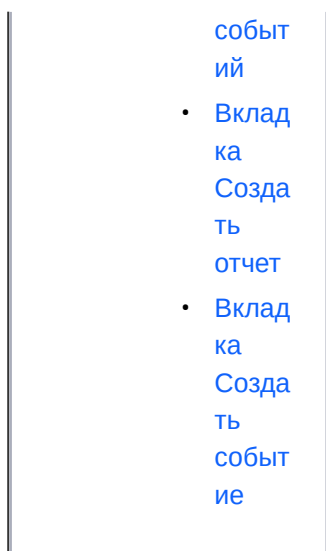 событ
ий
• Вклад
ка
Созда
ть
отчет
• Вклад
ка
Созда
ть
событ
ие